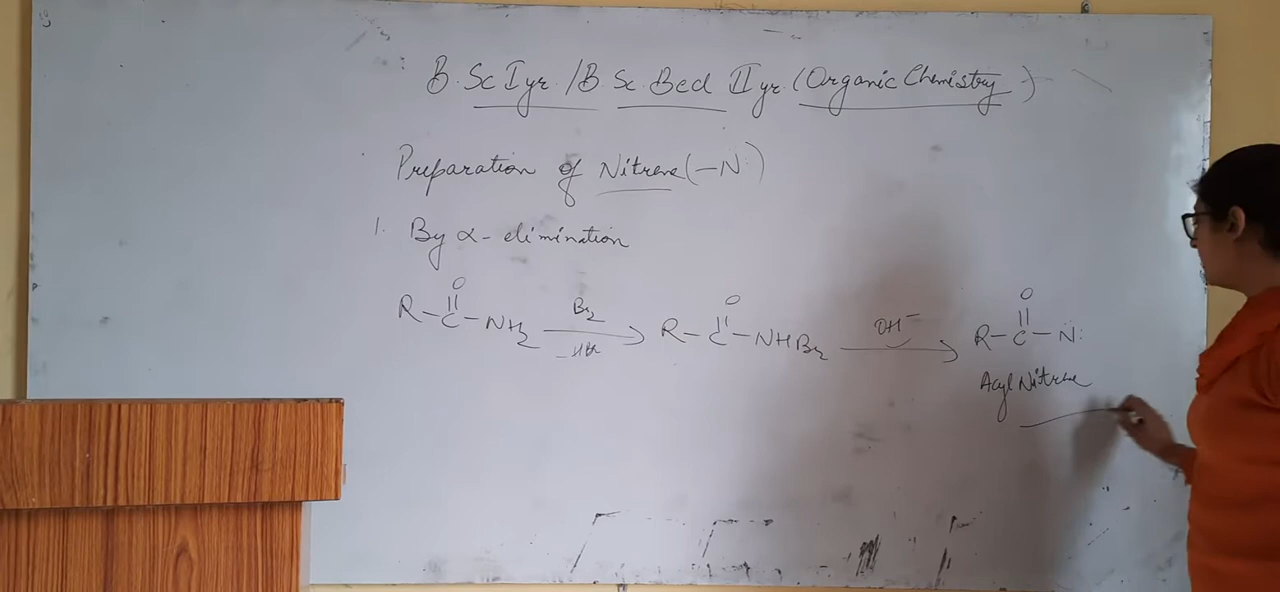 B.Sc I yr. / B.Sc. Bed II yr. (Organic Chemistry)
Preparation of Nitrene (–N̈:)
1. By α-elimination
R–C(=O)–NH₂ —Br₂ / –HBr→ R–C(=O)–NHBr —OH⁻→ R–C(=O)–N̈:
Acyl Nitrene